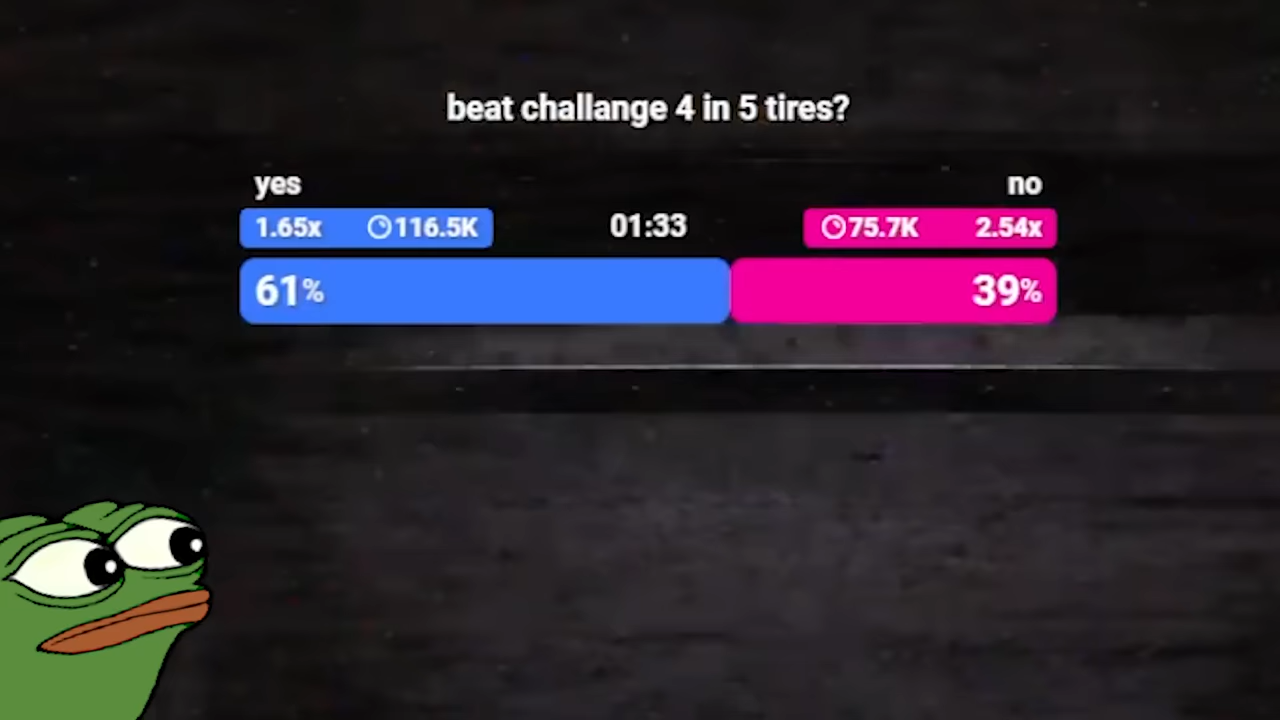 beat challange 4 in 5 tires?
yes no
1.65x 116.5K 01:33 75.7K 2.54x
61% 39%